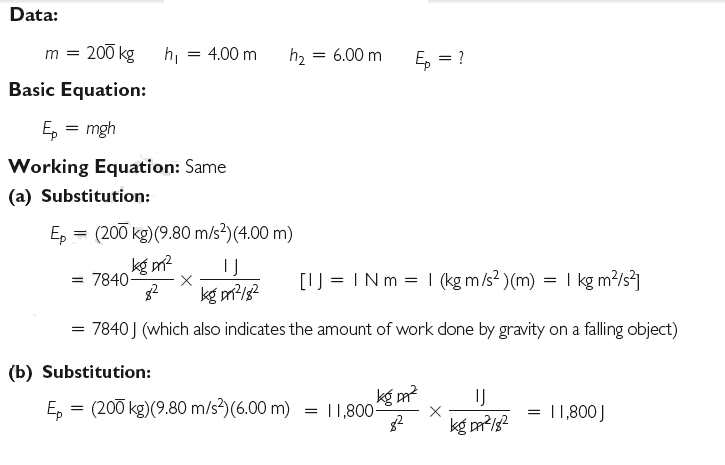 Data:
m = 200̅ kg h₁ = 4.00 m h₂ = 6.00 m Eₚ = ?
Basic Equation:
Eₚ = mgh
Working Equation: Same
(a) Substitution:
Eₚ = (200̅ kg)(9.80 m/s²)(4.00 m)
= 7840 kg m²/s² × 1 J/kg m²/s² [1 J = 1 N m = 1 (kg m/s²)(m) = 1 kg m²/s²]
= 7840 J (which also indicates the amount of work done by gravity on a falling object)
(b) Substitution:
Eₚ = (200̅ kg)(9.80 m/s²)(6.00 m) = 11,800 kg m²/s² × 1J/kg m²/s² = 11,800 J